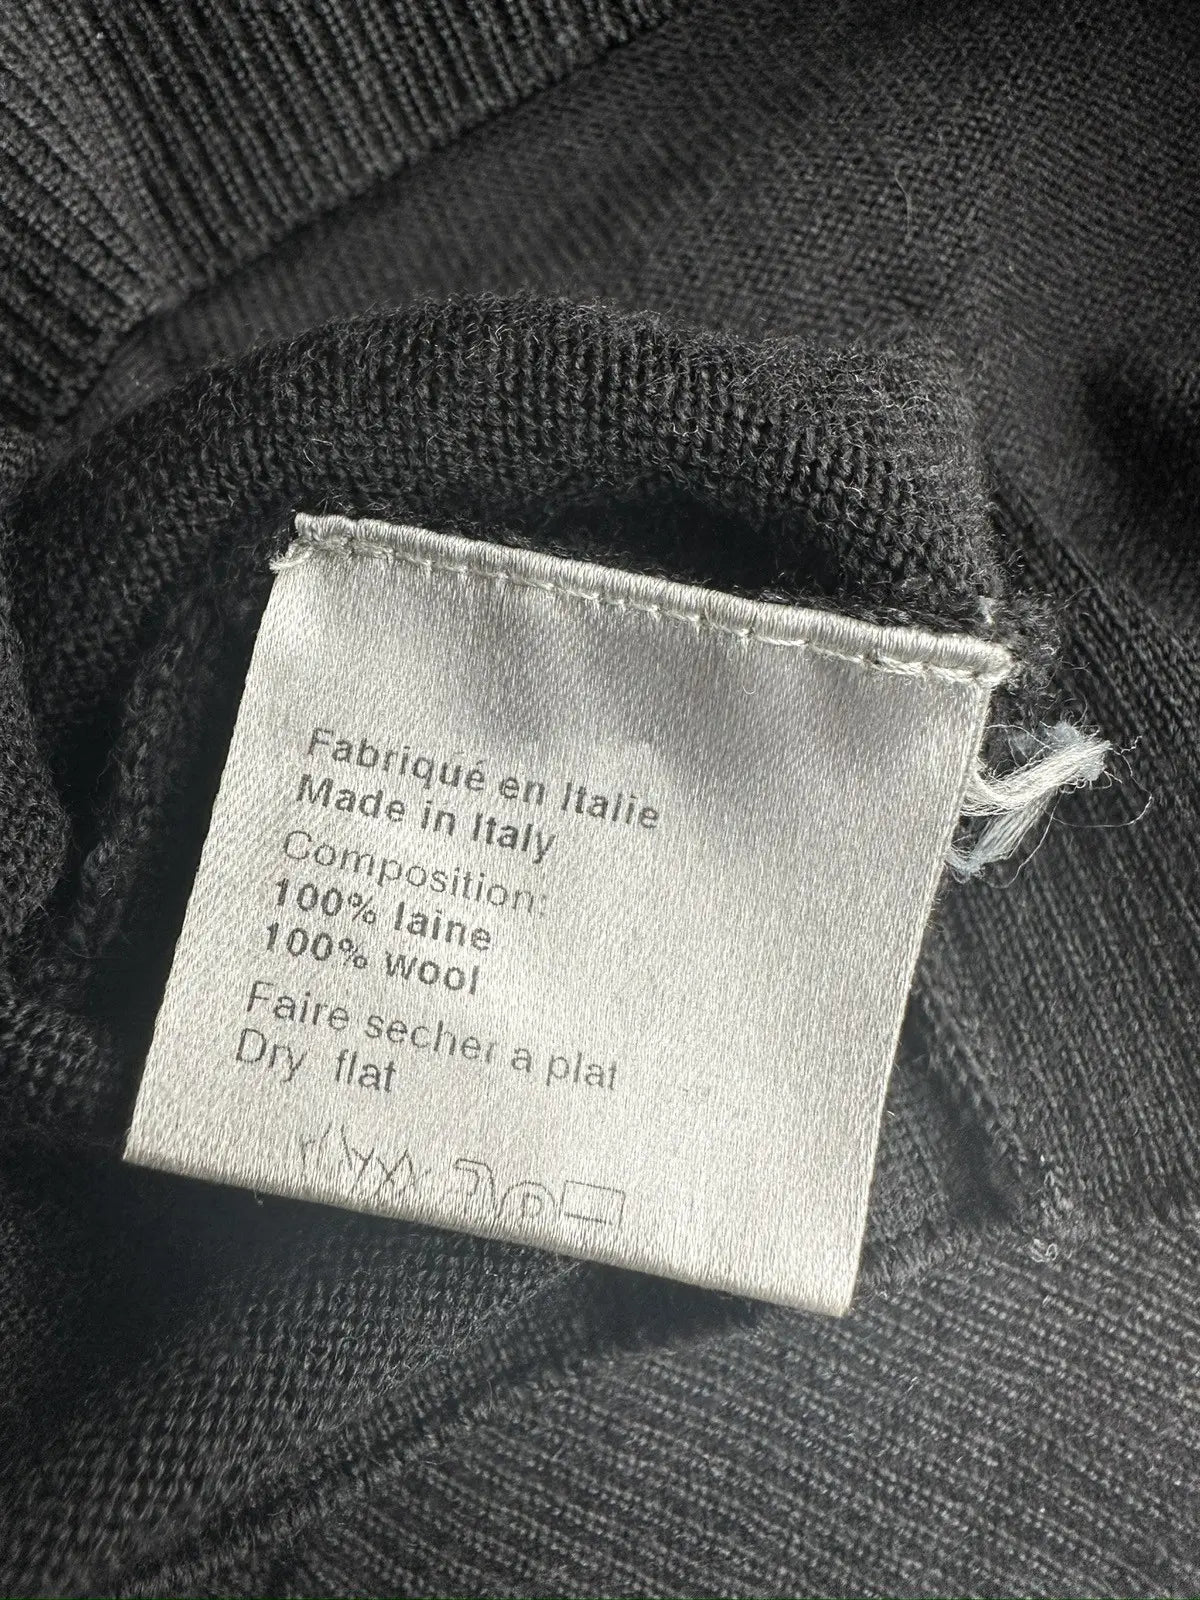 Fabriqué en Italie
Made in Italy
Composition:
100% laine
100% wool
Faire secher a plat
Dry flat
P